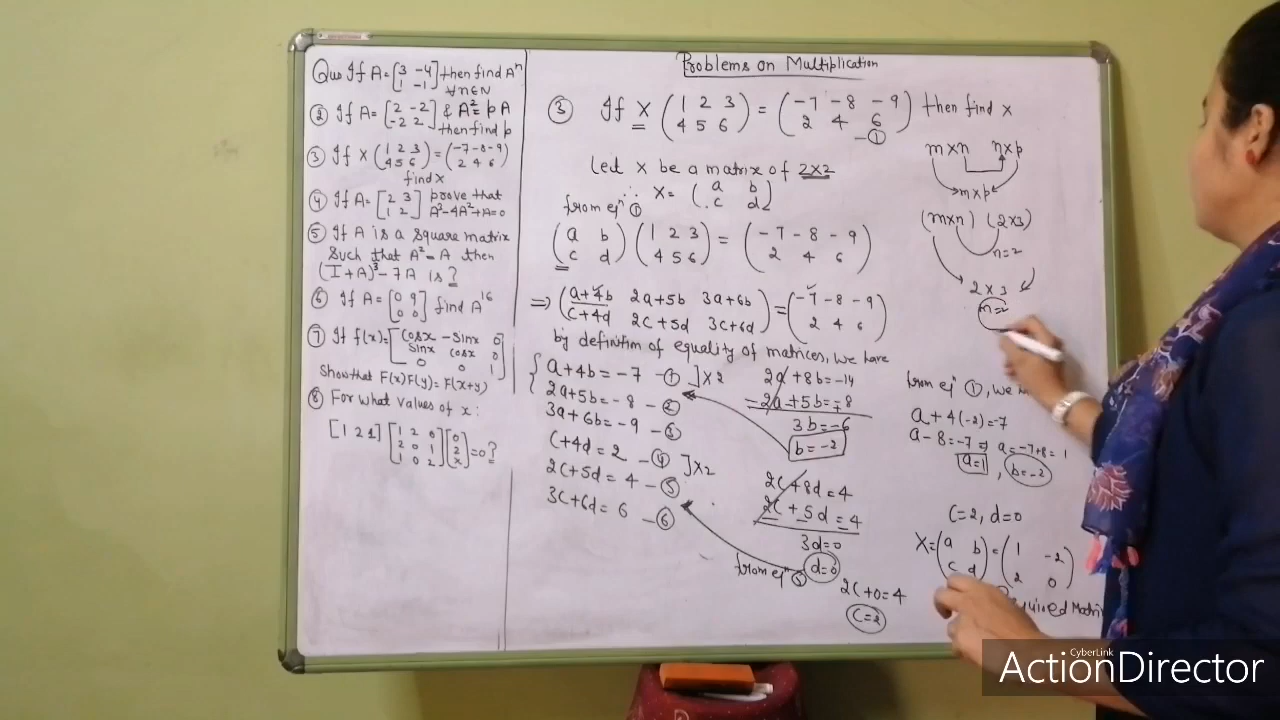 Que If A = [3 -4 1 -1] then find Aⁿ
∀ n∈N
② If A = [2 -2 -2 2] & A² = pA
then find p
③ If X (1 2 3 4 5 6) = (-7 -8 -9 2 4 6)
find X
④ If A = [2 3 1 2] prove that
A³-4A²+A=0
⑤ If A is a square matrix
Such that A² = A then
(I+A)³ - 7A is ?
⑥ If A = [0 9 0 0] find A¹⁶
⑦ If f(x) = [cosx -sinx 0 sinx cosx 0 0 0 1]
Show that F(x)F(y) = F(x+y)
⑧ For what values of x:
[1 2 1] [1 2 0 2 0 1 1 0 2] [0 2 x] = 0 ?
Problems on Multiplication
③ If X (1 2 3 4 5 6) = (-7 -8 -9 2 4 6) then find X
-①
Let X be a matrix of 2x2
∴ X = (a b c d)
from eqⁿ ①
(a b c d) (1 2 3 4 5 6) = (-7 -8 -9 2 4 6)
⇒ (a+4b 2a+5b 3a+6b c+4d 2c+5d 3c+6d) = (-7 -8 -9 2 4 6)
by definitim of equality of matrices, we have
a+4b = -7 -① ]x2
2a+5b = -8 -②
3a+6b = -9 -③
c+4d = 2 -④ ]x2
2c+5d = 4 -⑤
3c+6d = 6 -⑥
2a+8b=-14
2a+5b=-8
3b=-6
b=-2
2c+8d=4
2c+5d=4
3d=0
d=0
from eqⁿ ⑤
2c+0=4
c=2
mxn nxp
mxp
(mxn) (2x3)
n=2
2x3
m=2
from eqⁿ ①, we
a+4(-2)=-7
a-8=-7 ⇒ a=-7+8=1
a=1, b=-2
c=2, d=0
X = (a b c d) = (1 -2 2 0)
CyberLink
ActionDirector